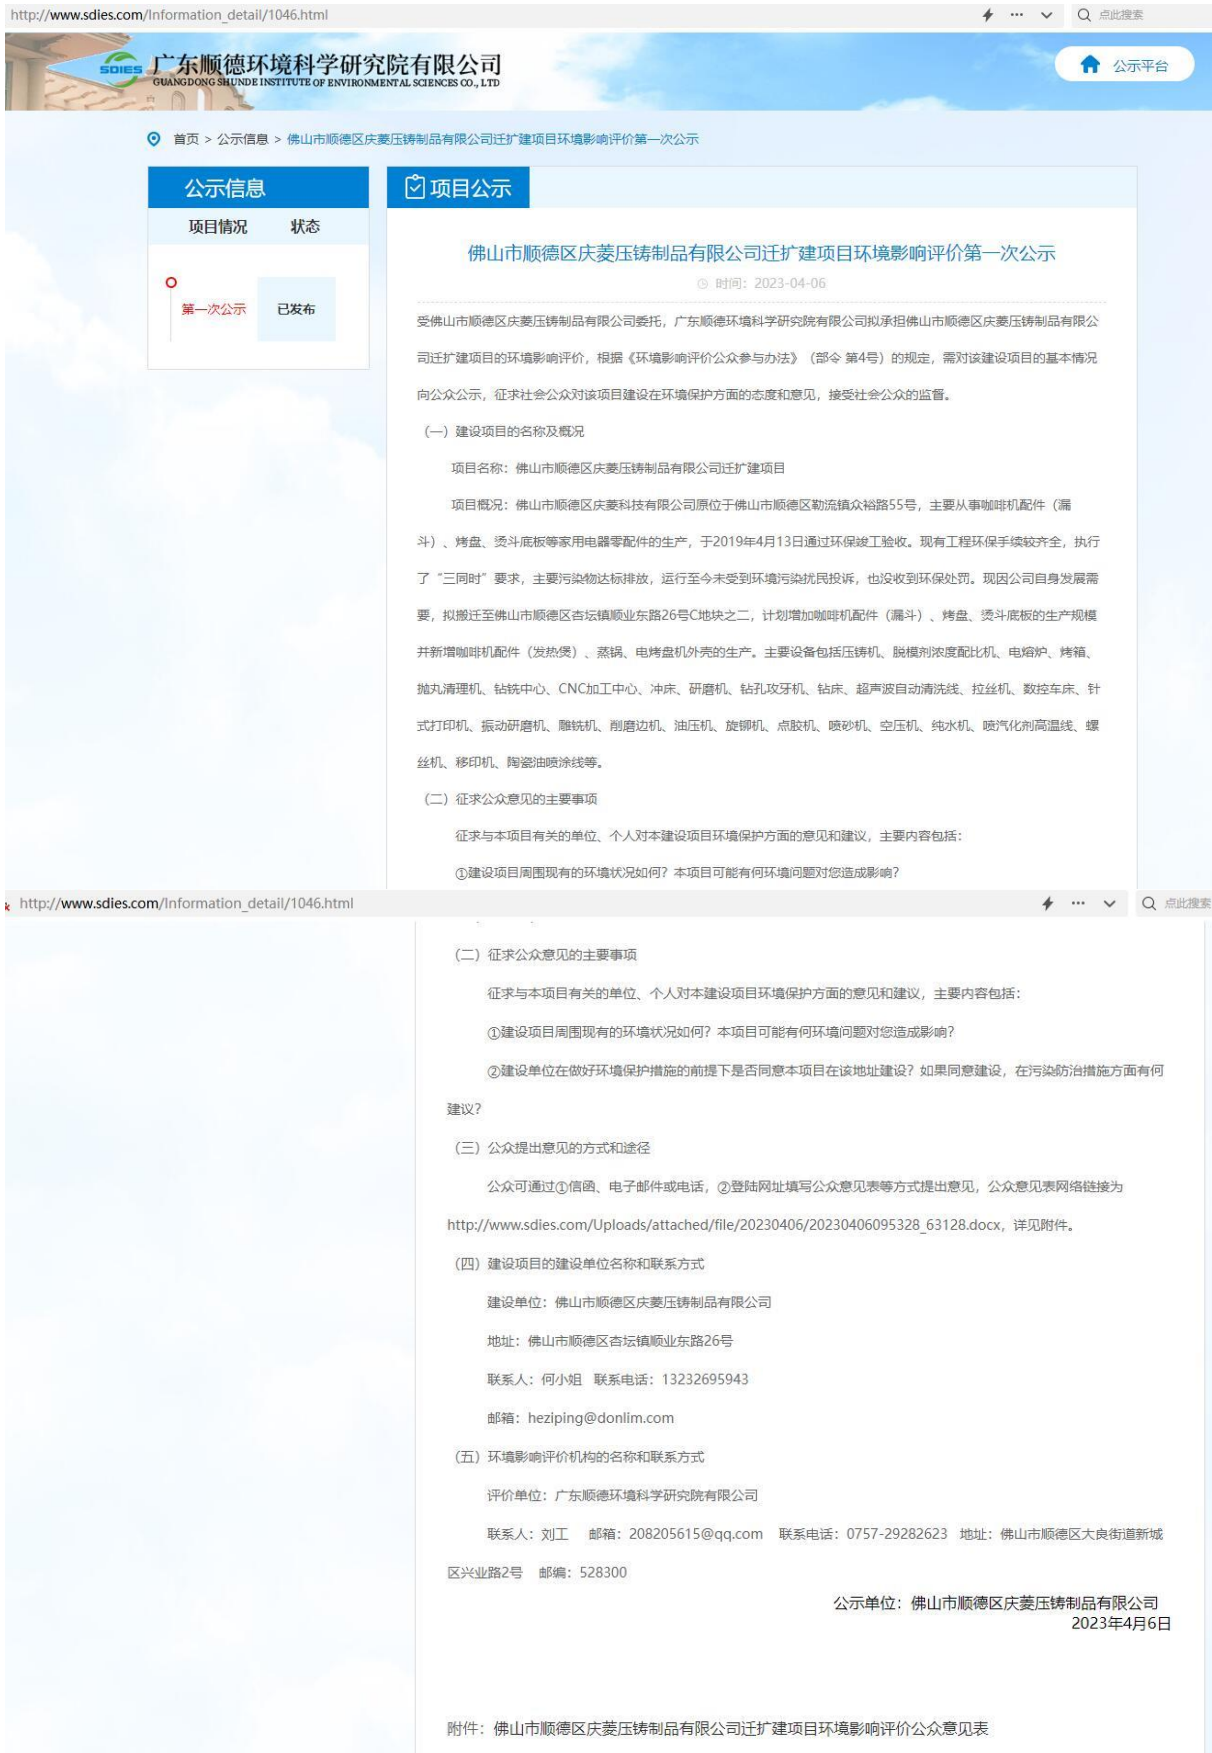 http://www.sdies.com/Information_detail/1046.html
点此搜索
SDIES
广东顺德环境科学研究院有限公司
GUANGDONG SHUNDE INSTITUTE OF ENVIRONMENTAL SCIENCES CO., LTD
公示平台
首页 > 公示信息 > 佛山市顺德区庆菱压铸制品有限公司迁扩建项目环境影响评价第一次公示
公示信息
项目情况 状态
第一次公示 已发布
项目公示
佛山市顺德区庆菱压铸制品有限公司迁扩建项目环境影响评价第一次公示
时间：2023-04-06
受佛山市顺德区庆菱压铸制品有限公司委托，广东顺德环境科学研究院有限公司拟承担佛山市顺德区庆菱压铸制品有限公
司迁扩建项目的环境影响评价，根据《环境影响评价公众参与办法》（部令 第4号）的规定，需对该建设项目的基本情况
向公众公示，征求社会公众对该项目建设在环境保护方面的态度和意见，接受社会公众的监督。
（一）建设项目的名称及概况
项目名称：佛山市顺德区庆菱压铸制品有限公司迁扩建项目
项目概况：佛山市顺德区庆菱科技有限公司原位于佛山市顺德区勒流镇众裕路55号，主要从事咖啡机配件（漏
斗）、烤盘、烫斗底板等家用电器零配件的生产，于2019年4月13日通过环保竣工验收。现有工程环保手续较齐全，执行
了“三同时”要求，主要污染物达标排放，运行至今未受到环境污染扰民投诉，也没收到环保处罚。现因公司自身发展需
要，拟搬迁至佛山市顺德区杏坛镇顺业东路26号C地块之二，计划增加咖啡机配件（漏斗）、烤盘、烫斗底板的生产规模
并新增咖啡机配件（发热煲）、蒸锅、电烤盘机外壳的生产。主要设备包括压铸机、脱模剂浓度配比机、电熔炉、烤箱、
抛丸清理机、钻铣中心、CNC加工中心、冲床、研磨机、钻孔攻牙机、钻床、超声波自动清洗线、拉丝机、数控车床、针
式打印机、振动研磨机、雕铣机、削磨边机、油压机、旋铆机、点胶机、喷砂机、空压机、纯水机、喷汽化剂高温线、螺
丝机、移印机、陶瓷油喷涂线等。
（二）征求公众意见的主要事项
征求与本项目有关的单位、个人对本建设项目环境保护方面的意见和建议，主要内容包括：
①建设项目周围现有的环境状况如何？本项目可能有何环境问题对您造成影响？
http://www.sdies.com/Information_detail/1046.html
点此搜索
（二）征求公众意见的主要事项
征求与本项目有关的单位、个人对本建设项目环境保护方面的意见和建议，主要内容包括：
①建设项目周围现有的环境状况如何？本项目可能有何环境问题对您造成影响？
②建设单位在做好环境保护措施的前提下是否同意本项目在该地址建设？如果同意建设，在污染防治措施方面有何
建议？
（三）公众提出意见的方式和途径
公众可通过①信函、电子邮件或电话，②登陆网址填写公众意见表等方式提出意见，公众意见表网络链接为
http://www.sdies.com/Uploads/attached/file/20230406/20230406095328_63128.docx，详见附件。
（四）建设项目的建设单位名称和联系方式
建设单位：佛山市顺德区庆菱压铸制品有限公司
地址：佛山市顺德区杏坛镇顺业东路26号
联系人：何小姐 联系电话：13232695943
邮箱：heziping@donlim.com
（五）环境影响评价机构的名称和联系方式
评价单位：广东顺德环境科学研究院有限公司
联系人：刘工 邮箱：208205615@qq.com 联系电话：0757-29282623 地址：佛山市顺德区大良街道新城
区兴业路2号 邮编：528300
公示单位：佛山市顺德区庆菱压铸制品有限公司
2023年4月6日
附件：佛山市顺德区庆菱压铸制品有限公司迁扩建项目环境影响评价公众意见表